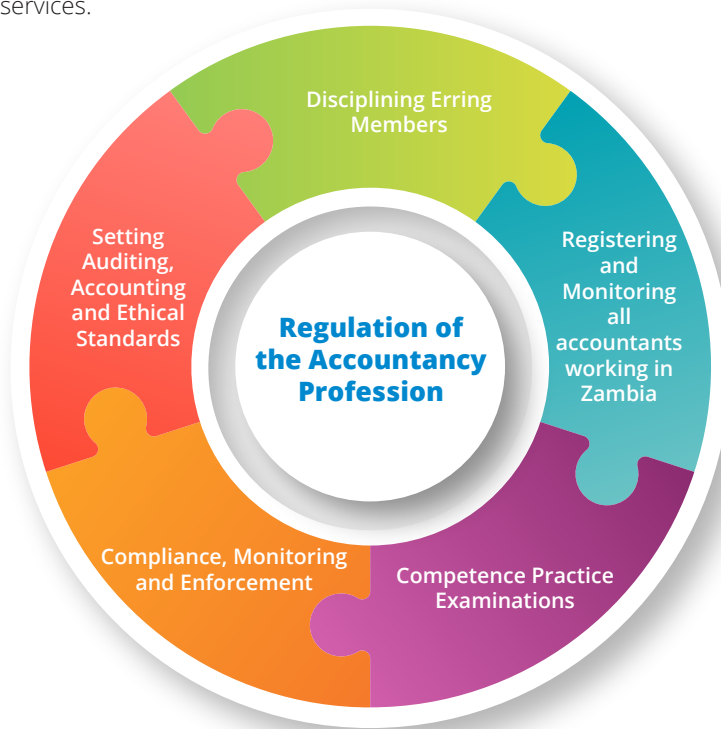 services.
Disciplining Erring
Members
Registering
and
Monitoring
all
accountants
working in
Zambia
Setting
Auditing,
Accounting
and Ethical
Standards
Regulation of
the Accountancy
Profession
Compliance, Monitoring
and Enforcement
Competence Practice
Examinations